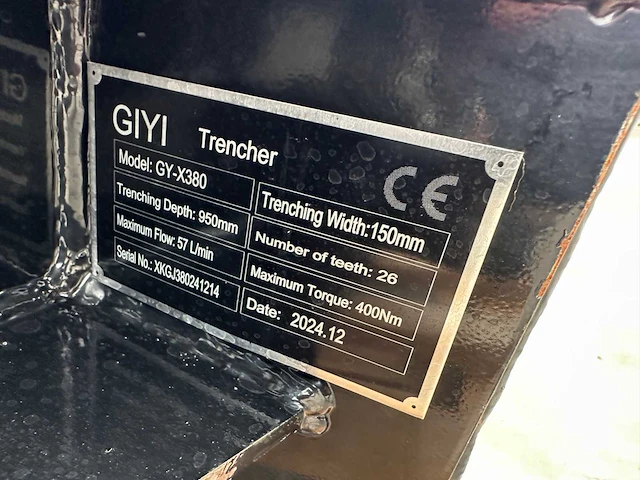 GIYI Trencher
CE
Model: GY-X380
Trenching Width:150mm
Trenching Depth: 950mm
Number of teeth: 26
Maximum Flow: 57 L/min
Maximum Torque: 400Nm
Serial No.: XKGJ380241214
Date: 2024.12